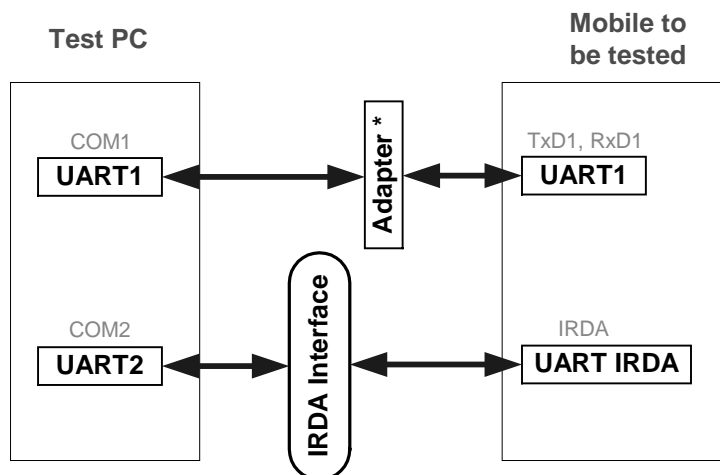 Test PC
Mobile to
be tested
COM1
UART1
Adapter *
TxD1, RxD1
UART1
COM2
UART2
IRDA Interface
IRDA
UART IRDA